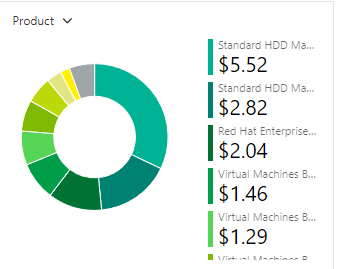 Product
Standard HDD Ma...
$5.52
Standard HDD Ma...
$2.82
Red Hat Enterprise...
$2.04
Virtual Machines B...
$1.46
Virtual Machines B...
$1.29
Virtual Machines B...